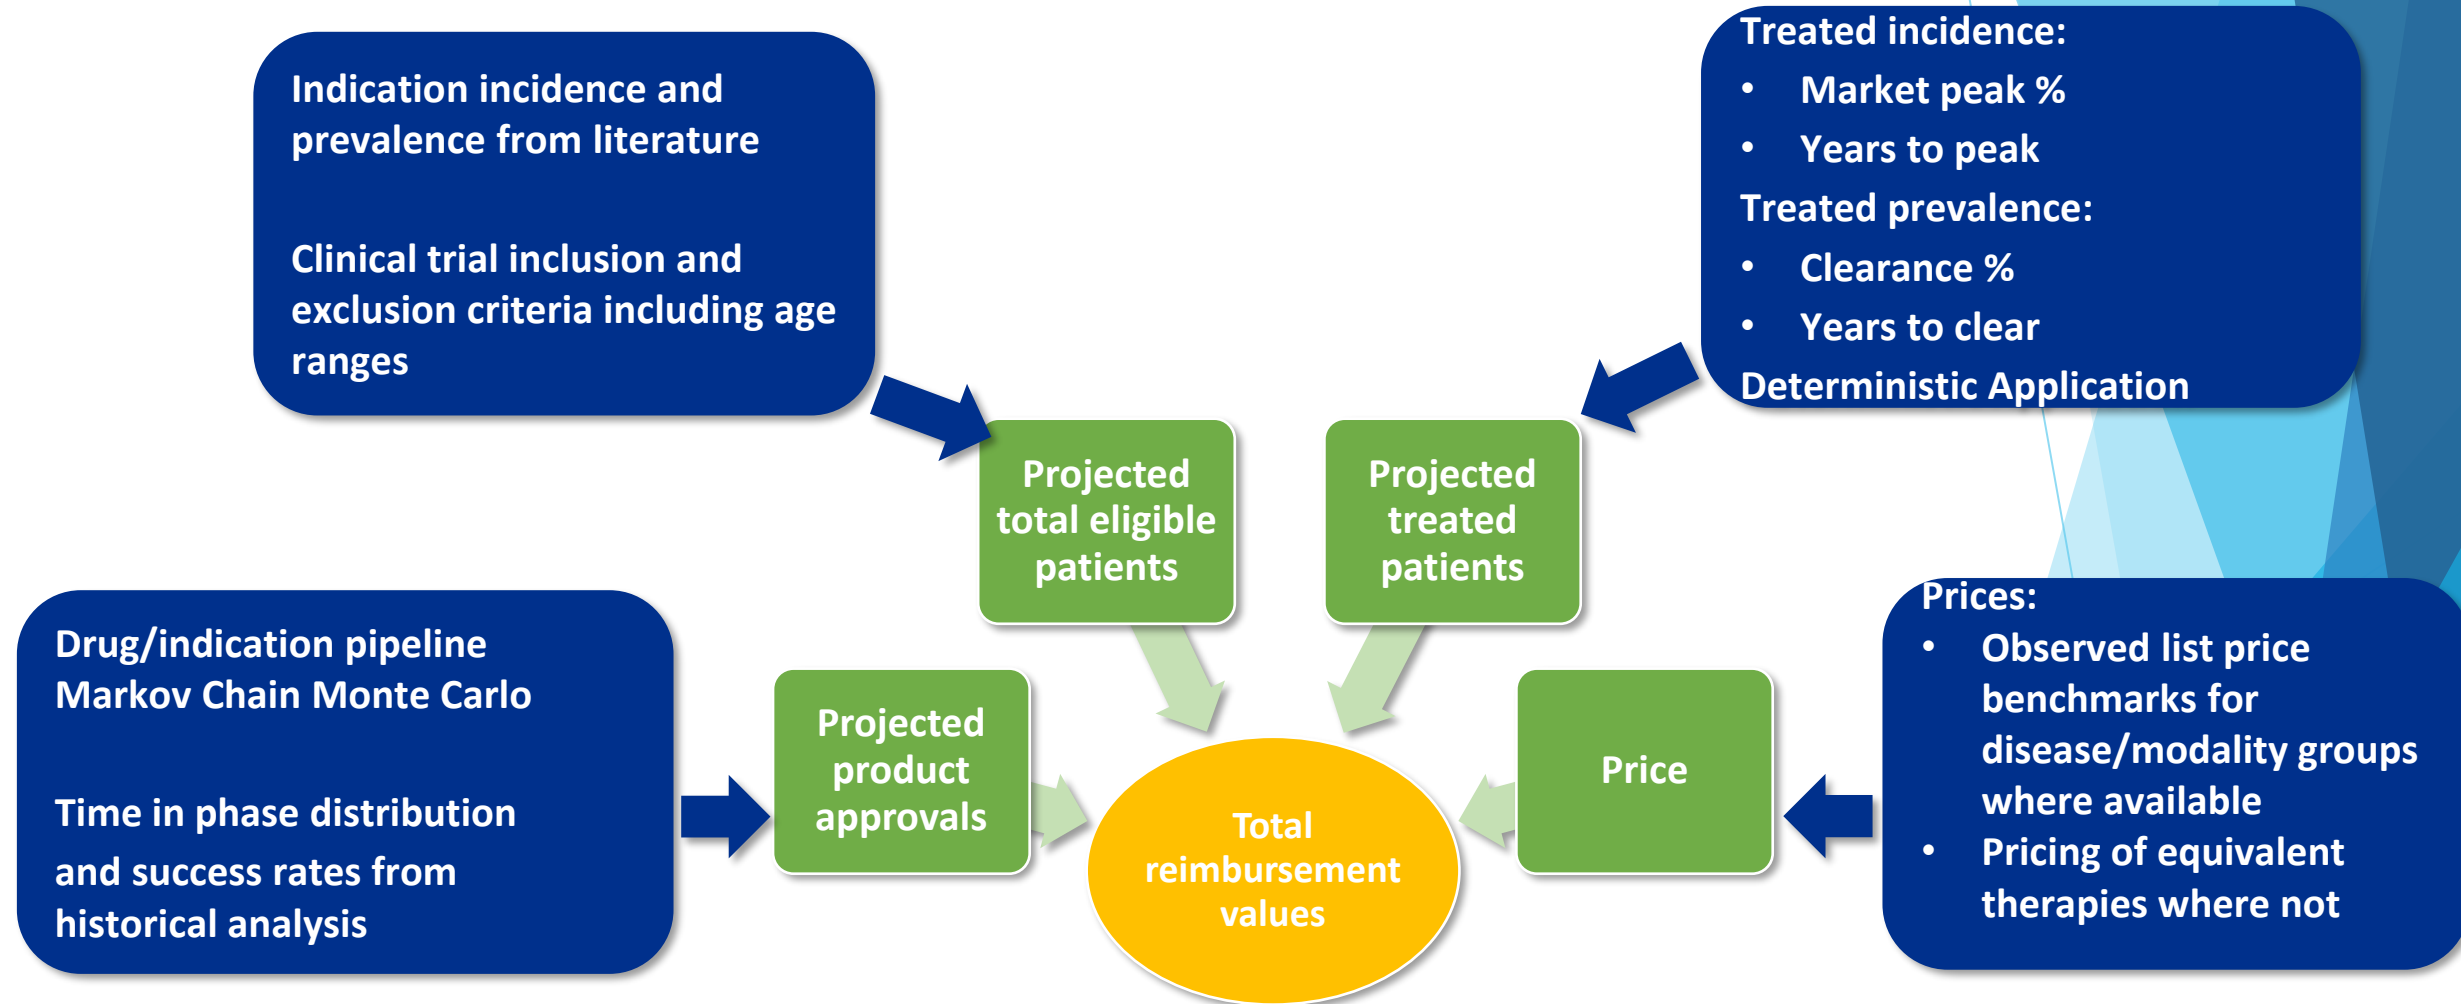 Indication incidence and
prevalence from literature
Clinical trial inclusion and
exclusion criteria including age
ranges
Treated incidence:
• Market peak %
• Years to peak
Treated prevalence:
• Clearance %
• Years to clear
Deterministic Application
Projected
total eligible
patients
Projected
treated
patients
Drug/indication pipeline
Markov Chain Monte Carlo
Time in phase distribution
and success rates from
historical analysis
Projected
product
approvals
Total
reimbursement
values
Price
Prices:
• Observed list price
benchmarks for
disease/modality groups
where available
• Pricing of equivalent
therapies where not